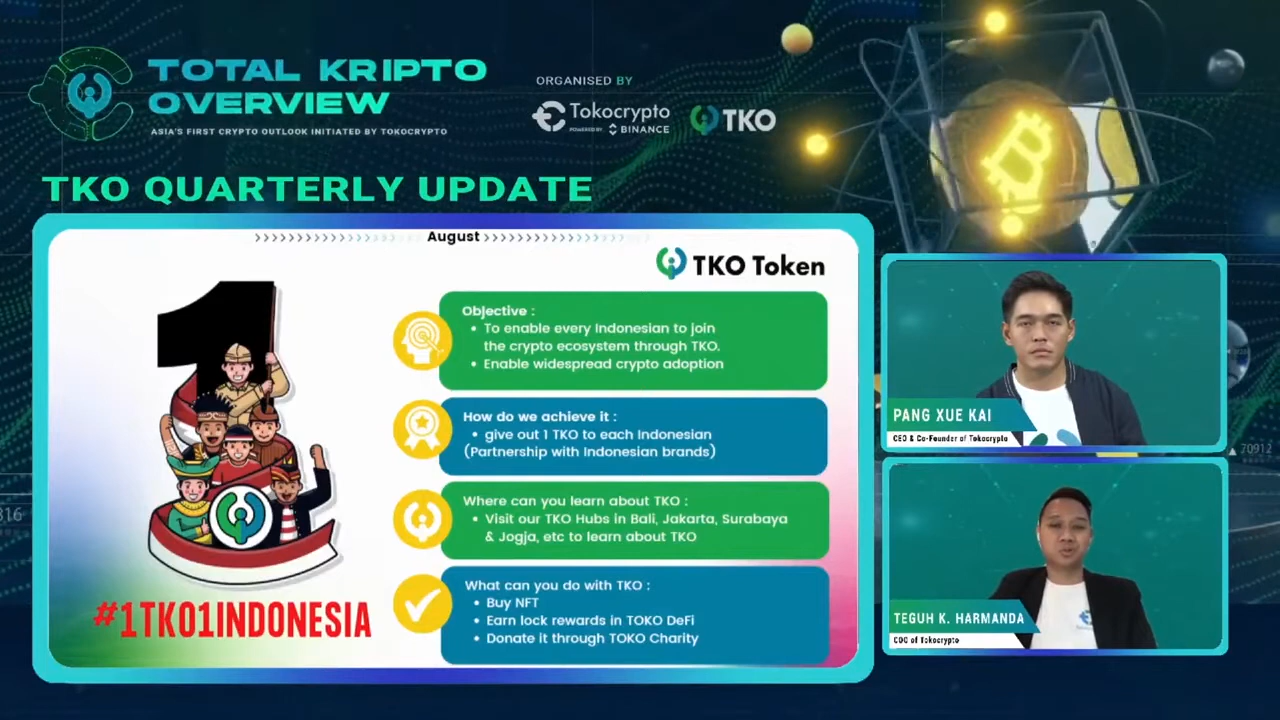 TOTAL KRIPTO
OVERVIEW
ASIA'S FIRST CRYPTO OUTLOOK INITIATED BY TOKOCRYPTO
ORGANISED BY
Tokocrypto
POWERED BY BINANCE
TKO
TKO QUARTERLY UPDATE
August
TKO Token
Objective :
• To enable every Indonesian to join
the crypto ecosystem through TKO.
• Enable widespread crypto adoption
How do we achieve it :
• give out 1 TKO to each Indonesian
(Partnership with Indonesian brands)
Where can you learn about TKO :
• Visit our TKO Hubs in Bali, Jakarta, Surabaya
& Jogja, etc to learn about TKO
What can you do with TKO :
• Buy NFT
• Earn lock rewards in TOKO DeFi
• Donate it through TOKO Charity
1
#1TKO1INDONESIA
PANG XUE KAI
CEO & Co-Founder of Tokocrypto
TEGUH K. HARMANDA
COO of Tokocrypto
▲ 70912
316